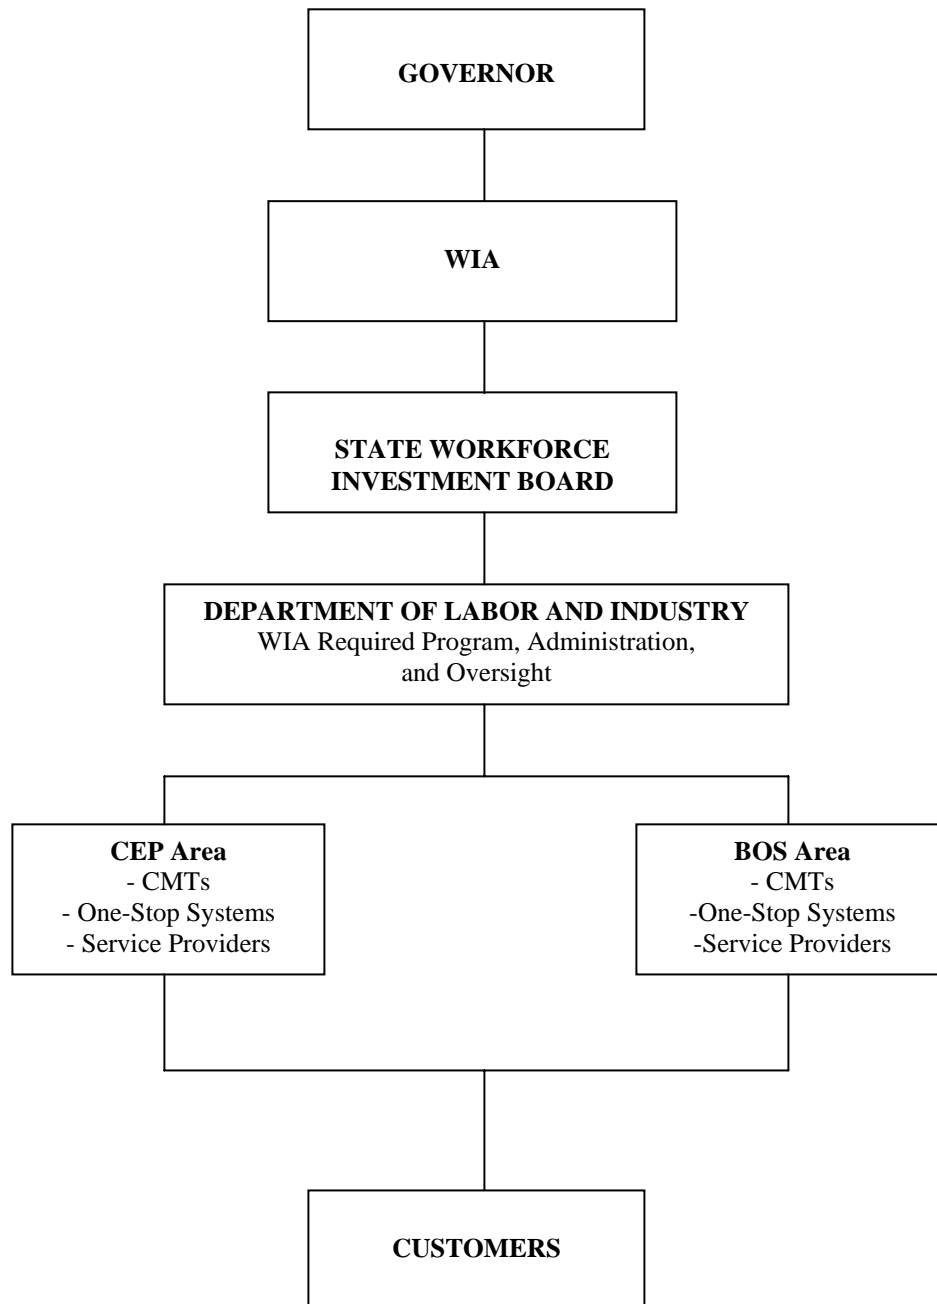 GOVERNOR
WIA
STATE WORKFORCE
INVESTMENT BOARD
DEPARTMENT OF LABOR AND INDUSTRY
WIA Required Program, Administration,
and Oversight
CEP Area
- CMTs
- One-Stop Systems
- Service Providers
BOS Area
- CMTs
-One-Stop Systems
-Service Providers
CUSTOMERS